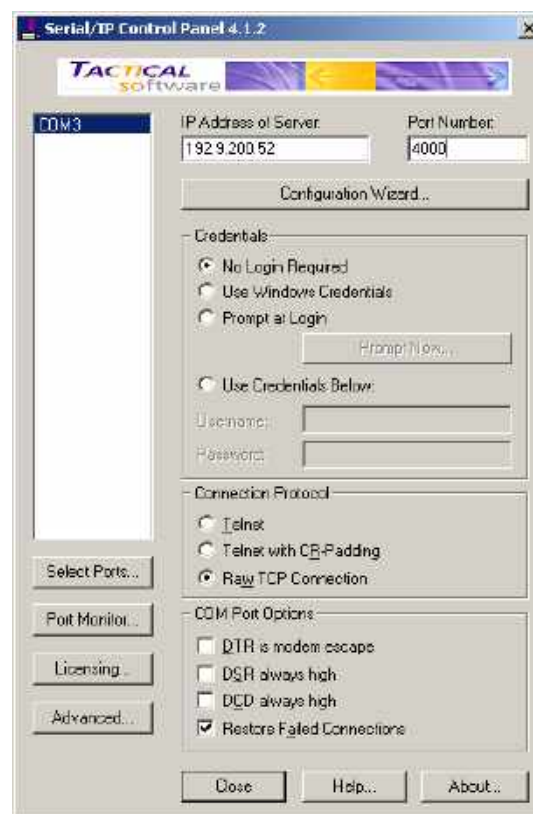 Serial/IP Control Panel 4.1.2
TACTICAL
software
COM3
IP Address of Server:
Port Number:
192.9.200.52
4000
Configuration Wizard...
Credentials
No Login Required
Use Windows Credentials
Prompt at Login
Prompt Now...
Use Credentials Below:
Username:
Password:
Connection Protocol
Telnet
Telnet with CR-Padding
Raw TCP Connection
Select Ports...
Port Monitor...
Licensing...
Advanced...
COM Port Options
DTR is modem escape
DSR always high
DCD always high
Restore Failed Connections
Close
Help...
About...